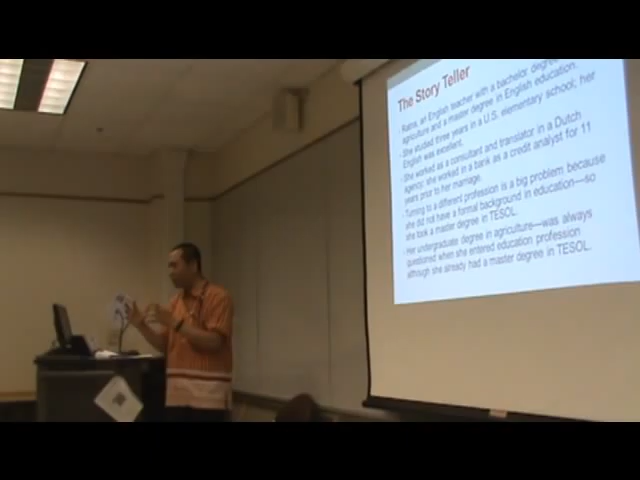 The Story Teller
- Ratna, an English teacher with a bachelor degree
agriculture and a master degree in English education.
- She studied three years in a U.S. elementary school; her
English was excellent.
- She worked as a consultant and translator in a Dutch
agency; she worked in a bank as a credit analyst for 11
years prior to her marriage.
- Turning to a different profession is a big problem because
she did not have a formal background in education—so
she took a master degree in TESOL.
- Her undergraduate degree in agriculture—was always
questioned when she entered education profession
although she already had a master degree in TESOL.